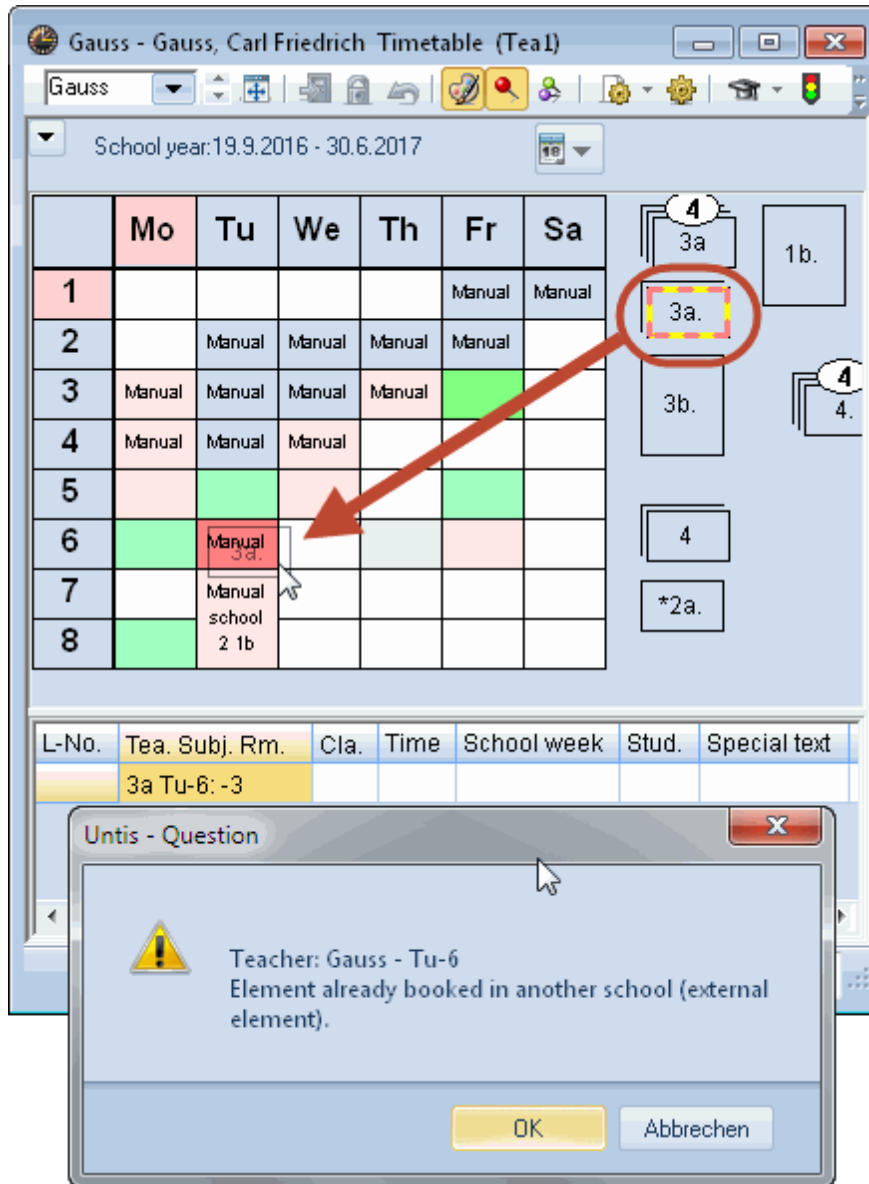 Gauss - Gauss, Carl Friedrich Timetable (Tea1)
Gauss
School year:19.9.2016 - 30.6.2017
18
Mo Tu We Th Fr Sa
1 Manual Manual
2 Manual Manual Manual Manual
3 Manual Manual Manual Manual
4 Manual Manual Manual
5
6 Manual
3a.
7 Manual
school
8 2 1b
4
3a
1b.
3a.
3b.
4
4.
4
*2a.
L-No. Tea. Subj. Rm. Cla. Time School week Stud. Special text
3a Tu-6: -3
Untis - Question
Teacher: Gauss - Tu-6
Element already booked in another school (external
element).
OK Abbrechen